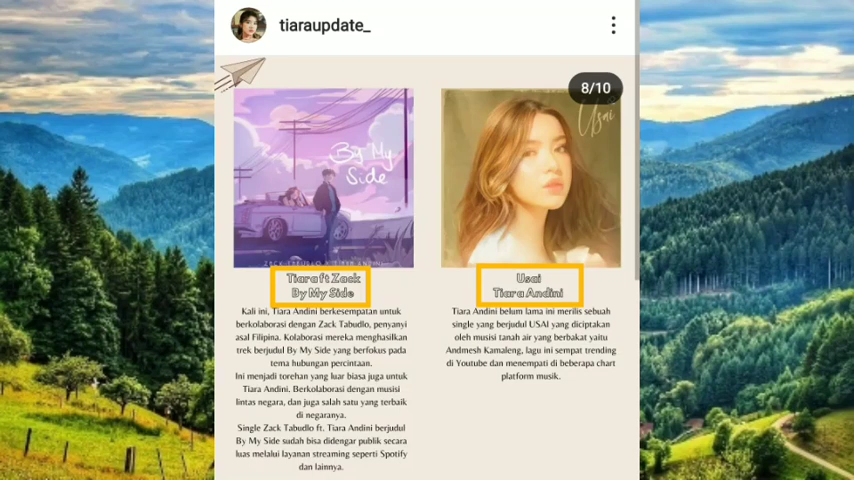 tiaraupdate_
8/10
By My
Side
Usai
ZACK TABUDLO X TIARA ANDINI
Tiara ft Zack
By My Side
Kali ini, Tiara Andini berkesempatan untuk
berkolaborasi dengan Zack Tabudlo, penyanyi
asal Filipina. Kolaborasi mereka menghasilkan
trek berjudul By My Side yang berfokus pada
tema hubungan percintaan.
Ini menjadi torehan yang luar biasa juga untuk
Tiara Andini. Berkolaborasi dengan musisi
lintas negara, dan juga salah satu yang terbaik
di negaranya.
Single Zack Tabudlo ft. Tiara Andini berjudul
By My Side sudah bisa didengar publik secara
luas melalui layanan streaming seperti Spotify
dan lainnya.
Usai
Tiara Andini
Tiara Andini belum lama ini merilis sebuah
single yang berjudul USAI yang diciptakan
oleh musisi tanah air yang berbakat yaitu
Andmesh Kamaleng, lagu ini sempat trending
di Youtube dan menempati di beberapa chart
platform musik.